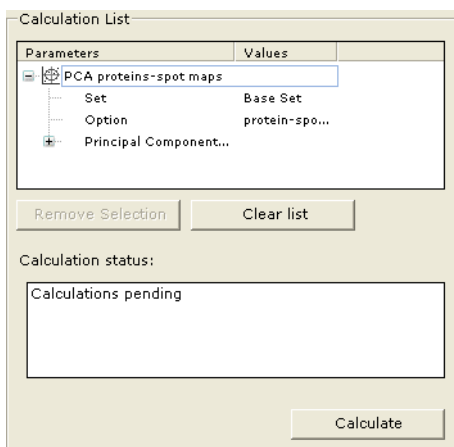 Calculation List
Parameters Values
PCA proteins-spot maps
Set Base Set
Option protein-spo...
Principal Component...
Remove Selection Clear list
Calculation status:
Calculations pending
Calculate